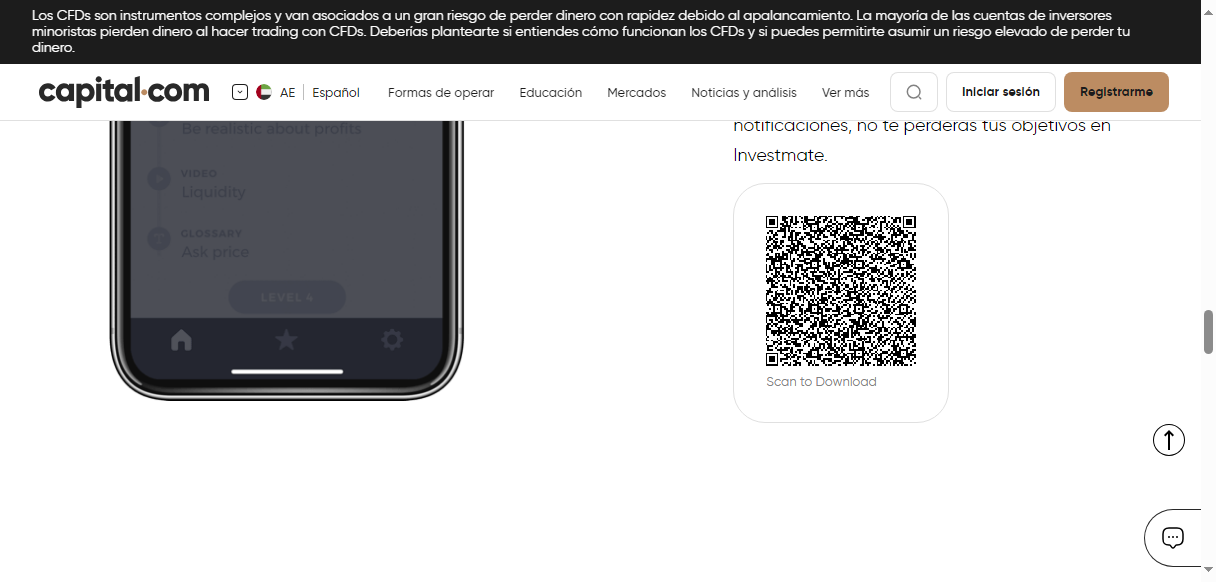 Los CFDs son instrumentos complejos y van asociados a un gran riesgo de perder dinero con rapidez debido al apalancamiento. La mayoría de las cuentas de inversores
minoristas pierden dinero al hacer trading con CFDs. Deberías plantearte si entiendes cómo funcionan los CFDs y si puedes permitirte asumir un riesgo elevado de perder tu
dinero.
capital.com AE Español Formas de operar Educación Mercados Noticias y análisis Ver más Iniciar sesión Registrarme
Be realistic about profits
VIDEO
Liquidity
GLOSSARY
Ask price
LEVEL 4
notificaciones, no te perderás tus objetivos en
Investmate.
Scan to Download